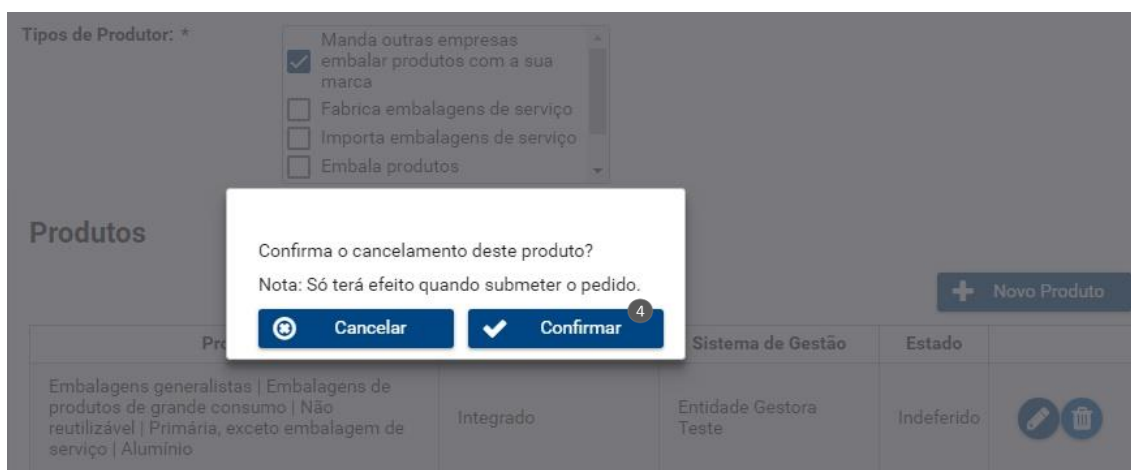 Tipos de Produtor: *
Manda outras empresas
embalar produtos com a sua
marca
Fabrica embalagens de serviço
Importa embalagens de serviço
Embala produtos
Produtos
Confirma o cancelamento deste produto?
Nota: Só terá efeito quando submeter o pedido.
4
Cancelar
Confirmar
Novo Produto
Sistema de Gestão
Estado
Embalagens generalistas | Embalagens de
produtos de grande consumo | Não
reutilizável | Primária, exceto embalagem de
serviço | Alumínio
Integrado
Entidade Gestora
Teste
Indeferido